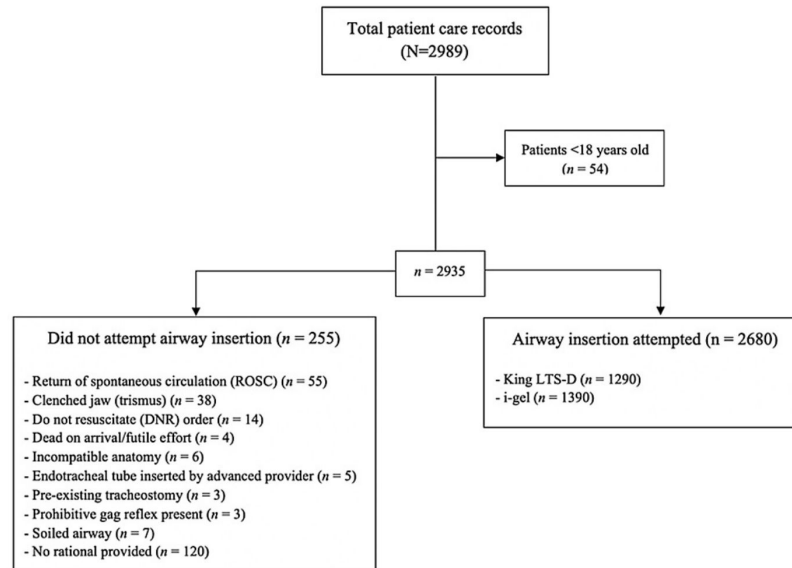 Total patient care records
(N=2989)
Patients <18 years old
(n = 54)
n = 2935
Did not attempt airway insertion (n = 255)
- Return of spontaneous circulation (ROSC) n = 55)
- Clenched jaw (trismus) n = 38)
- Do not resuscitate (DNR) order n = 14)
- Dead on arrival/futile effort n = 4)
- Incompatible anatomy n = 6)
- Endotracheal tube inserted by advanced provider n = 5)
- Pre-existing tracheostomy n = 3)
- Prohibitive gag reflex present n = 3)
- Soiled airway n = 7)
- No rational provided n = 120)
Airway insertion attempted (n = 2680)
- King LTS-D n = 1290)
- i-gel n = 1390)